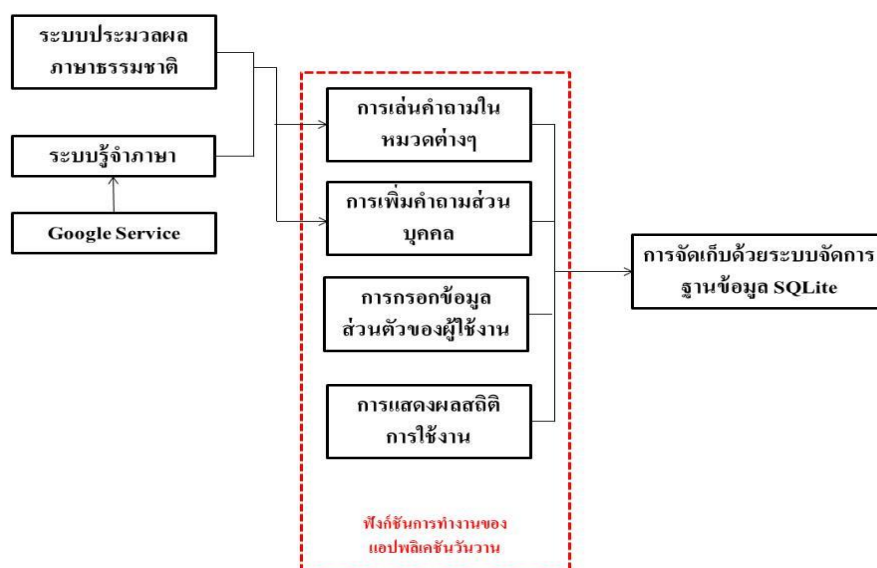 ระบบประมวลผล
ภาษาธรรมชาติ
ระบบรู้จำภาษา
Google Service
การเล่นคำถามใน
หมวดต่างๆ
การเพิ่มคำถามส่วน
บุคคล
การกรอกข้อมูล
ส่วนตัวของผู้ใช้งาน
การแสดงผลสถิติ
การใช้งาน
ฟังก์ชันการทำงานของ
แอปพลิเคชันวันวาน
การจัดเก็บด้วยระบบจัดการ
ฐานข้อมูล SQLite